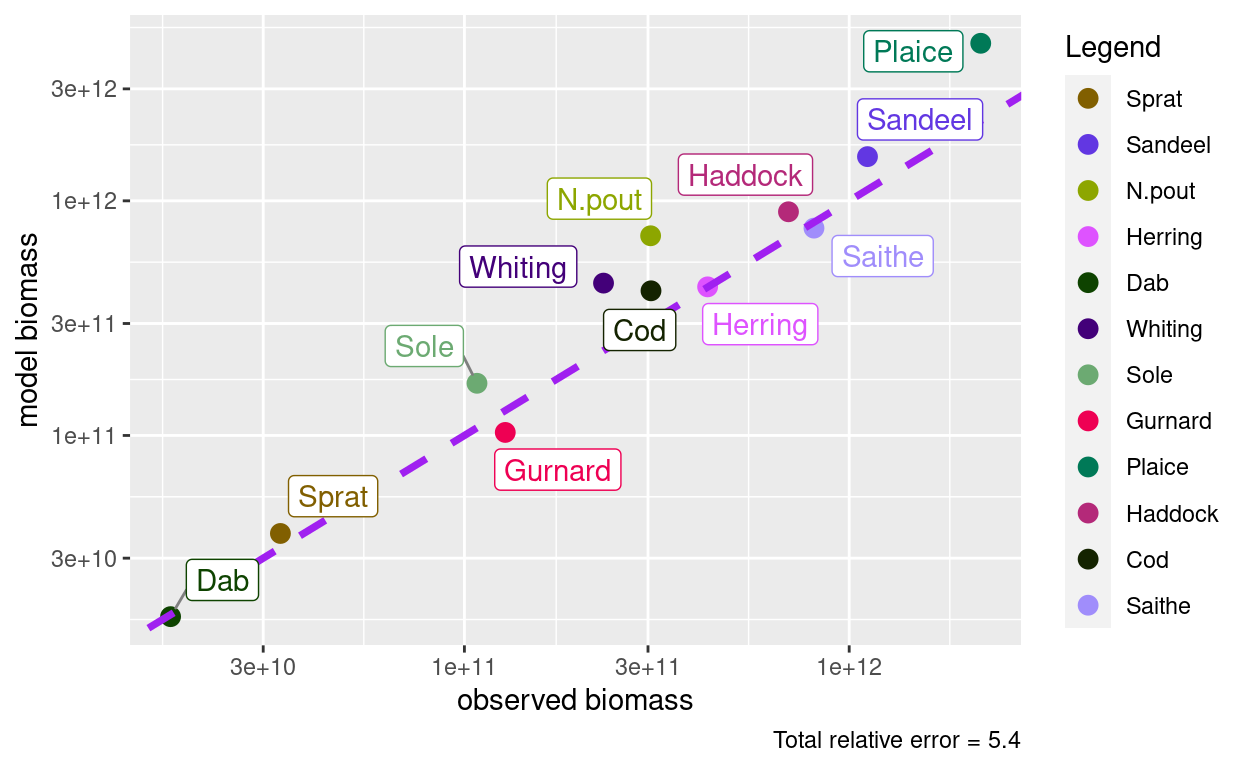 Plaice
Sandeel
Haddock
N.pout
Saithe
Whiting
Herring
Cod
Sole
Gurnard
Sprat
Dab
3e+12
1e+12
3e+11
1e+11
3e+10
model biomass
3e+10
1e+11
3e+11
1e+12
observed biomass
Total relative error = 5.4
Legend
Sprat
Sandeel
N.pout
Herring
Dab
Whiting
Sole
Gurnard
Plaice
Haddock
Cod
Saithe